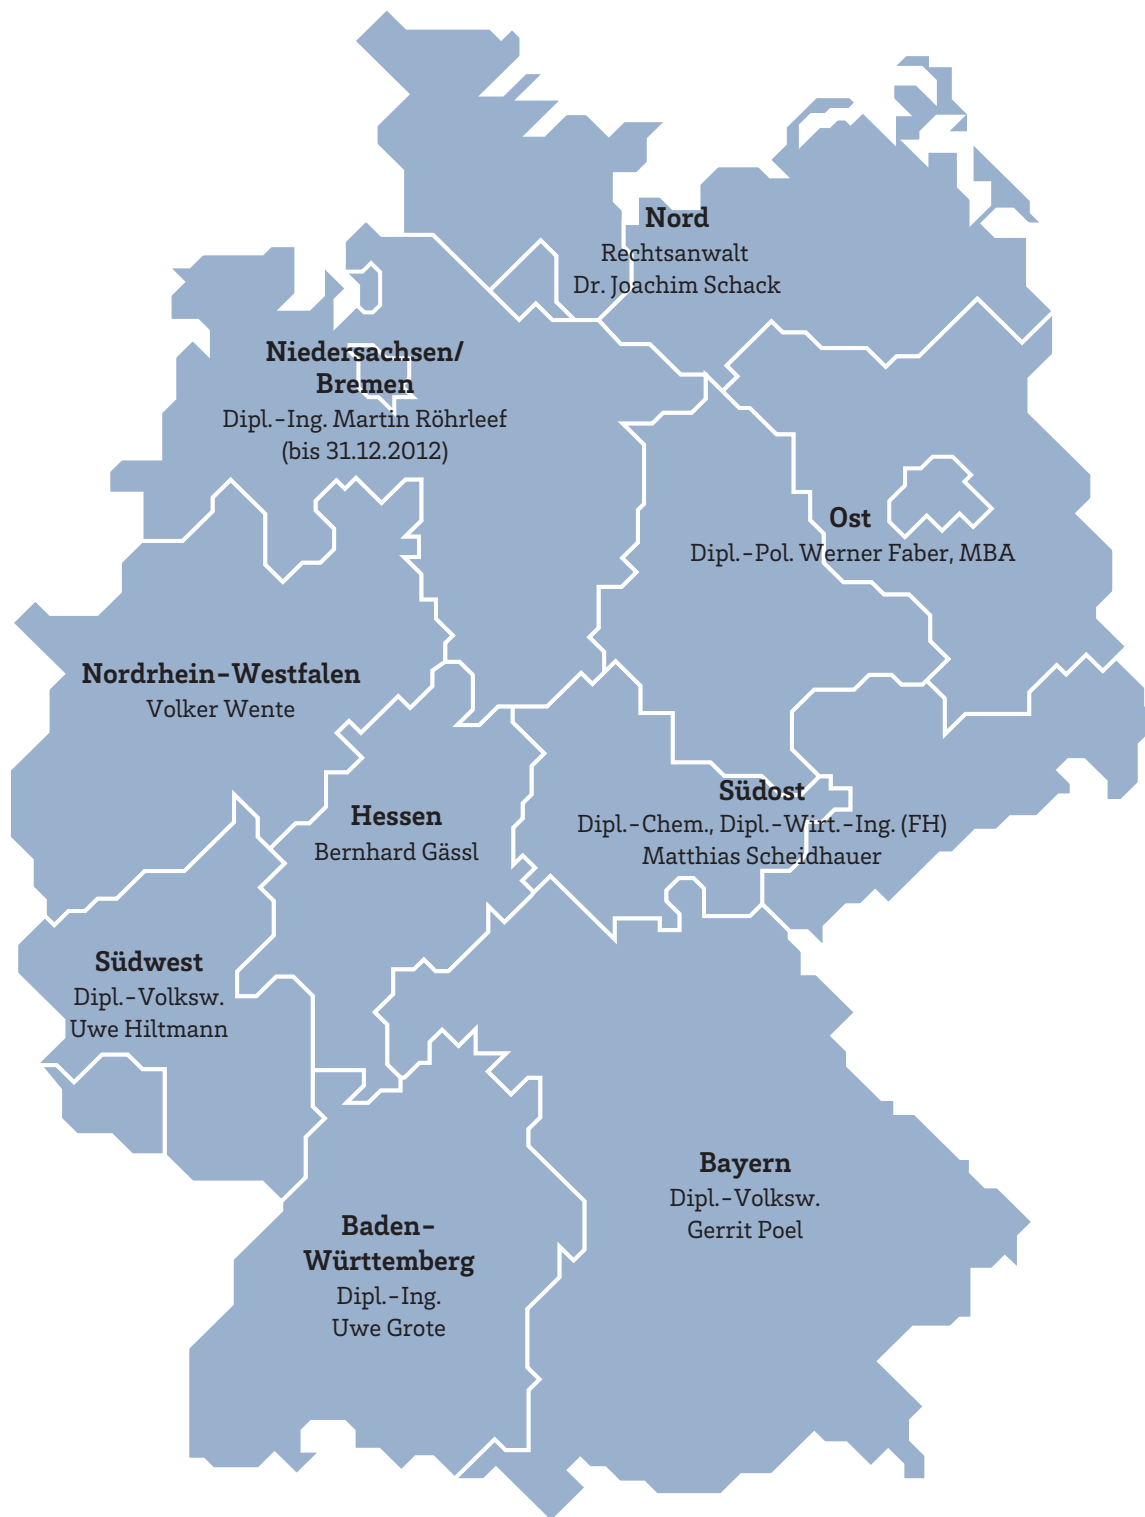 Nord
Rechtsanwalt
Dr. Joachim Schack
Niedersachsen/
Bremen
Dipl.-Ing. Martin Röhrleef
(bis 31.12.2012)
Ost
Dipl.-Pol. Werner Faber, MBA
Nordrhein-Westfalen
Volker Wente
Hessen
Bernhard Gässl
Südost
Dipl.-Chem., Dipl.-Wirt.-Ing. (FH)
Matthias Scheidhauer
Südwest
Dipl.-Volksw.
Uwe Hiltmann
Bayern
Dipl.-Volksw.
Gerrit Poel
Baden-
Württemberg
Dipl.-Ing.
Uwe Grote